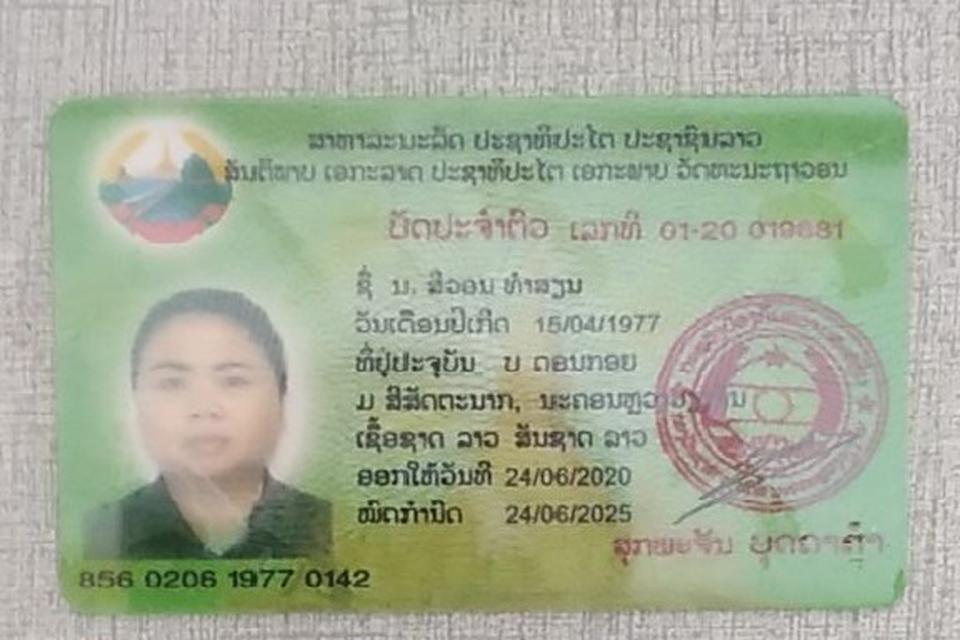 ສາທາລະນະລັດ ປະຊາທິປະໄຕ ປະຊາຊົນລາວ
ສັນຕິພາບ ເອກະລາດ ປະຊາທິປະໄຕ ເອກະພາບ ວັດທະນະຖາວອນ
ບັດປະຈຳຕົວ ເລກທີ 01-20 019681
ຊື່ ນ. ສີວອນ ທຳສຽນ
ວັນເດືອນປີເກີດ 15/04/1977
ທີ່ຢູ່ປະຈຸບັນ ບ ດອນກອຍ
ມ ສີສັດຕະນາກ, ນະຄອນຫຼວງວຽງຈັນ
ເຊື້ອຊາດ ລາວ ສັນຊາດ ລາວ
ອອກໃຫ້ວັນທີ 24/06/2020
ໝົດກຳນົດ 24/06/2025
ສຸກພະຈັນ
856 0206 1977 0142